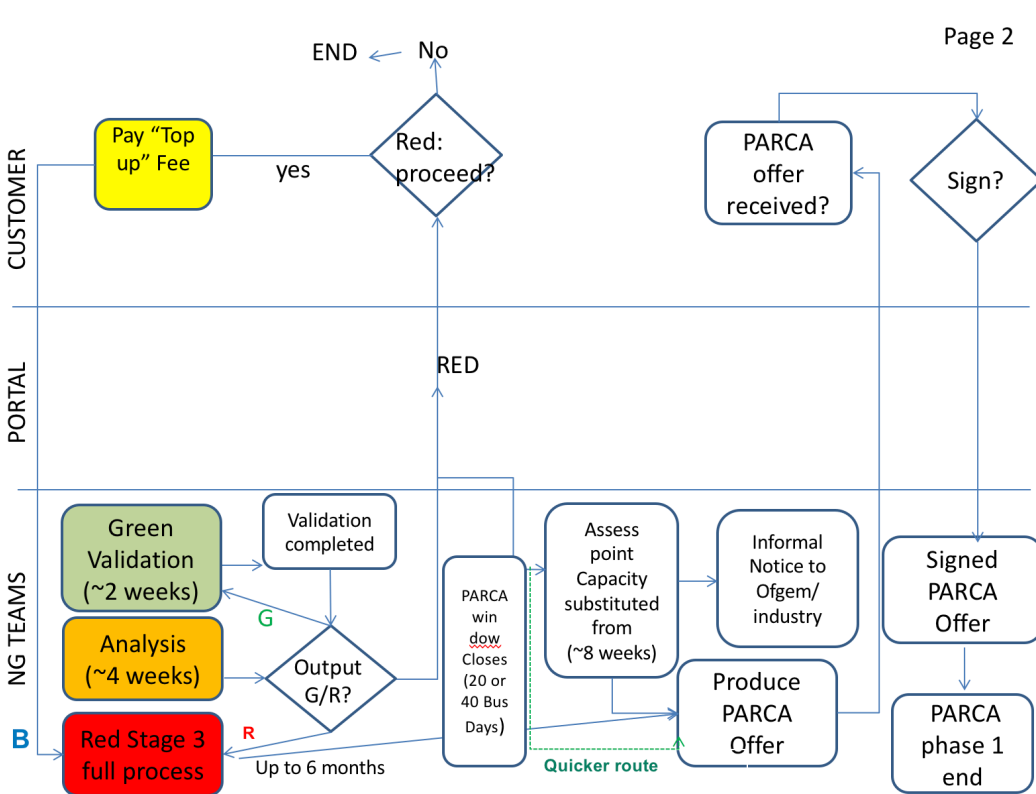 Page 2
END
No
CUSTOMER
Pay “Top
up” Fee
yes
Red:
proceed?
PARCA
offer
received?
Sign?
PORTAL
RED
NG TEAMS
Green
Validation
(~2 weeks)
Validation
completed
G
Analysis
(~4 weeks)
Output
G/R?
B
Red Stage 3
full process
R
Up to 6 months
PARCA
win
dow
Closes
(20 or
40 Bus
Days)
Assess
point
Capacity
substituted
from
(~8 weeks)
Informal
Notice to
Ofgem/
industry
Quicker route
Produce
PARCA
Offer
Signed
PARCA
Offer
PARCA
phase 1
end